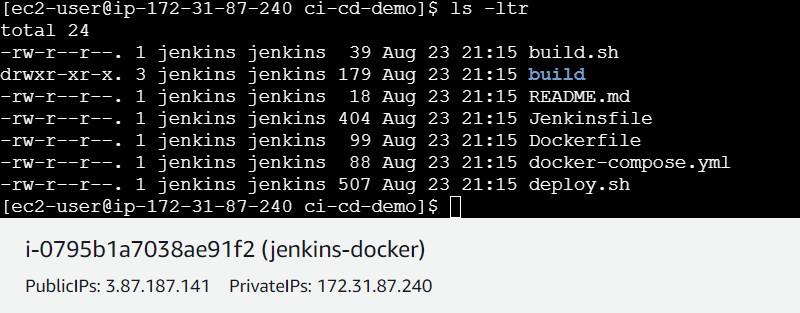 [ec2-user@ip-172-31-87-240 ci-cd-demo]$ ls -ltr
total 24
-rw-r--r--. 1 jenkins jenkins  39 Aug 23 21:15 build.sh
drwxr-xr-x. 3 jenkins jenkins 179 Aug 23 21:15 build
-rw-r--r--. 1 jenkins jenkins  18 Aug 23 21:15 README.md
-rw-r--r--. 1 jenkins jenkins 404 Aug 23 21:15 Jenkinsfile
-rw-r--r--. 1 jenkins jenkins  99 Aug 23 21:15 Dockerfile
-rw-r--r--. 1 jenkins jenkins  88 Aug 23 21:15 docker-compose.yml
-rw-r--r--. 1 jenkins jenkins 507 Aug 23 21:15 deploy.sh
[ec2-user@ip-172-31-87-240 ci-cd-demo]$
i-0795b1a7038ae91f2 (jenkins-docker)
PublicIPs: 3.87.187.141 PrivateIPs: 172.31.87.240